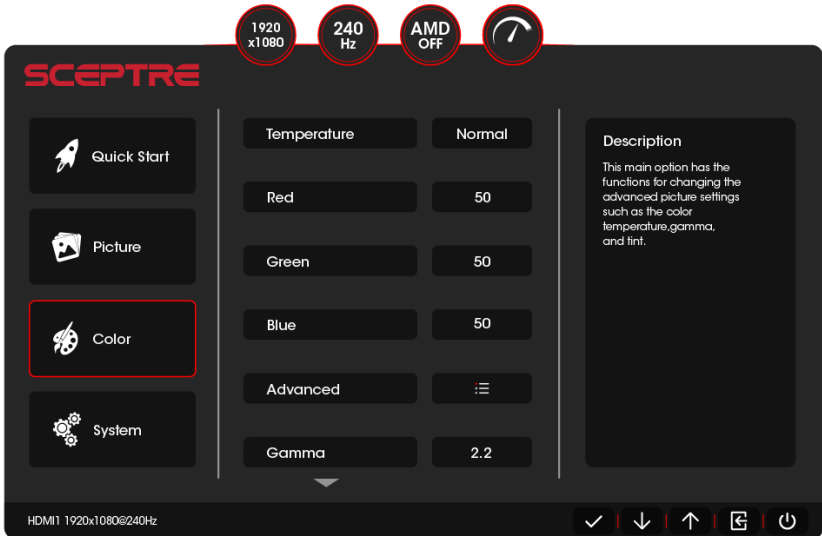 1920
x1080
240
Hz
AMD
OFF
SCEPTRE
Quick Start
Picture
Color
System
Temperature Normal
Red 50
Green 50
Blue 50
Advanced
Gamma 2.2
Description
This main option has the
functions for changing the
advanced picture settings
such as the color
temperature,gamma,
and tint.
HDMI1 1920x1080@240Hz